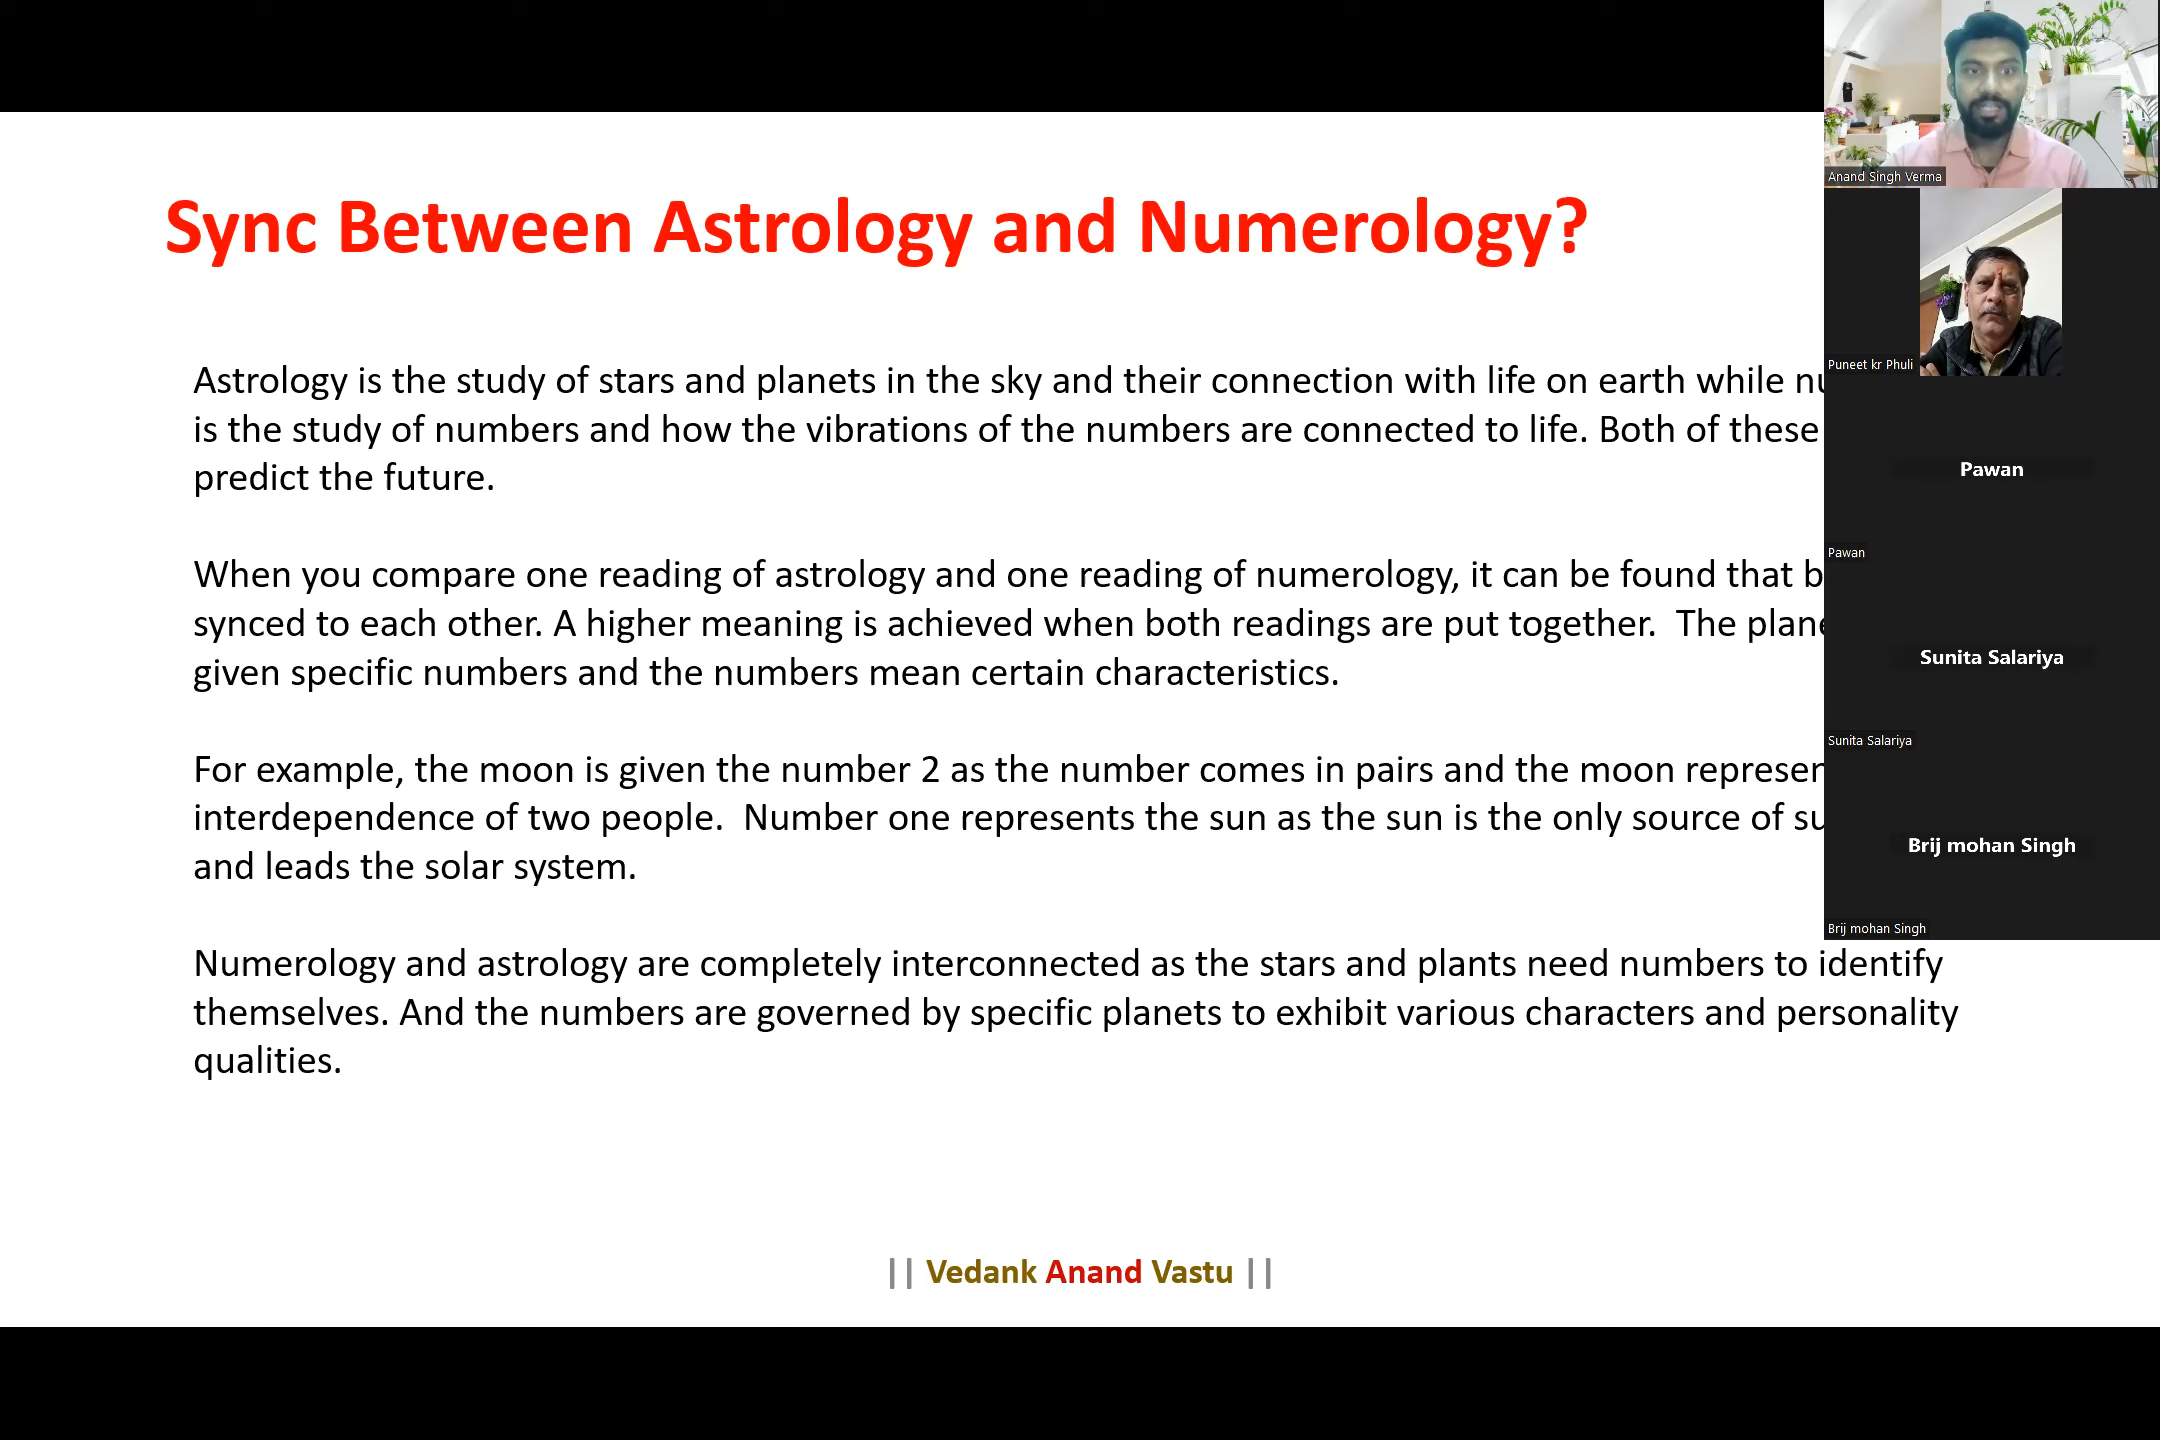 Sync Between Astrology and Numerology?
Astrology is the study of stars and planets in the sky and their connection with life on earth while
is the study of numbers and how the vibrations of the numbers are connected to life. Both of these
predict the future.
When you compare one reading of astrology and one reading of numerology, it can be found that
synced to each other. A higher meaning is achieved when both readings are put together. The
given specific numbers and the numbers mean certain characteristics.
For example, the moon is given the number 2 as the number comes in pairs and the moon
interdependence of two people. Number one represents the sun as the sun is the only source of
and leads the solar system.
Numerology and astrology are completely interconnected as the stars and plants need numbers to identify
themselves. And the numbers are governed by specific planets to exhibit various characters and personality
qualities.
|| Vedank Anand Vastu ||
Anand Singh Verma
Puneet kr Phuli
Pawan
Pawan
Sunita Salariya
Sunita Salariya
Brij mohan Singh
Brij mohan Singh